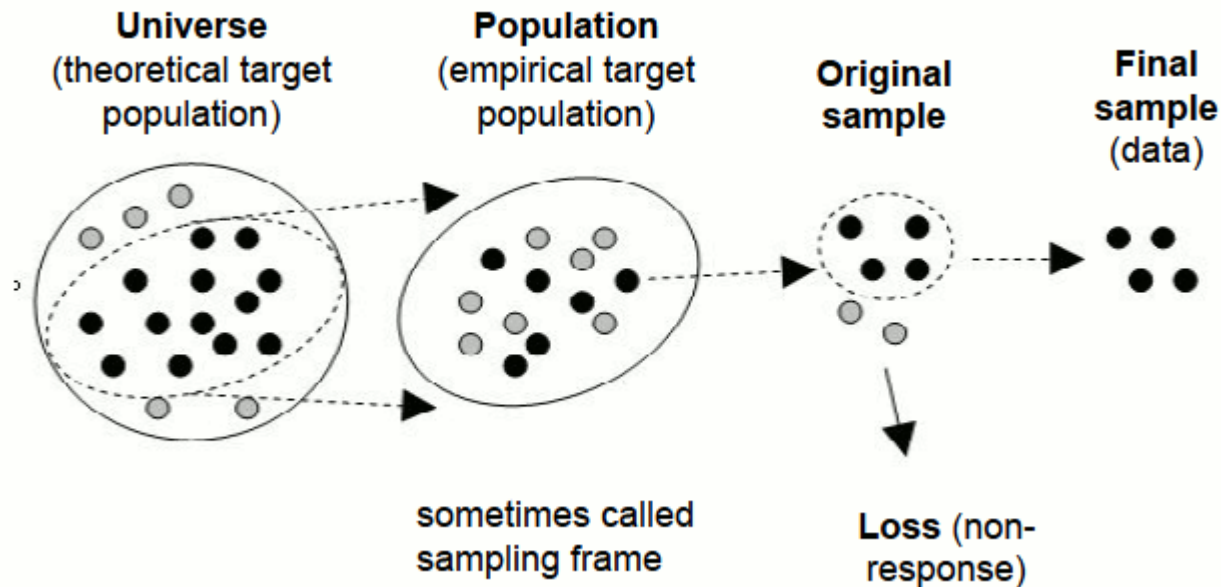 Universe
(theoretical target
population)
Population
(empirical target
population)
Original
sample
Final
sample
(data)
sometimes called
sampling frame
Loss (non-
response)